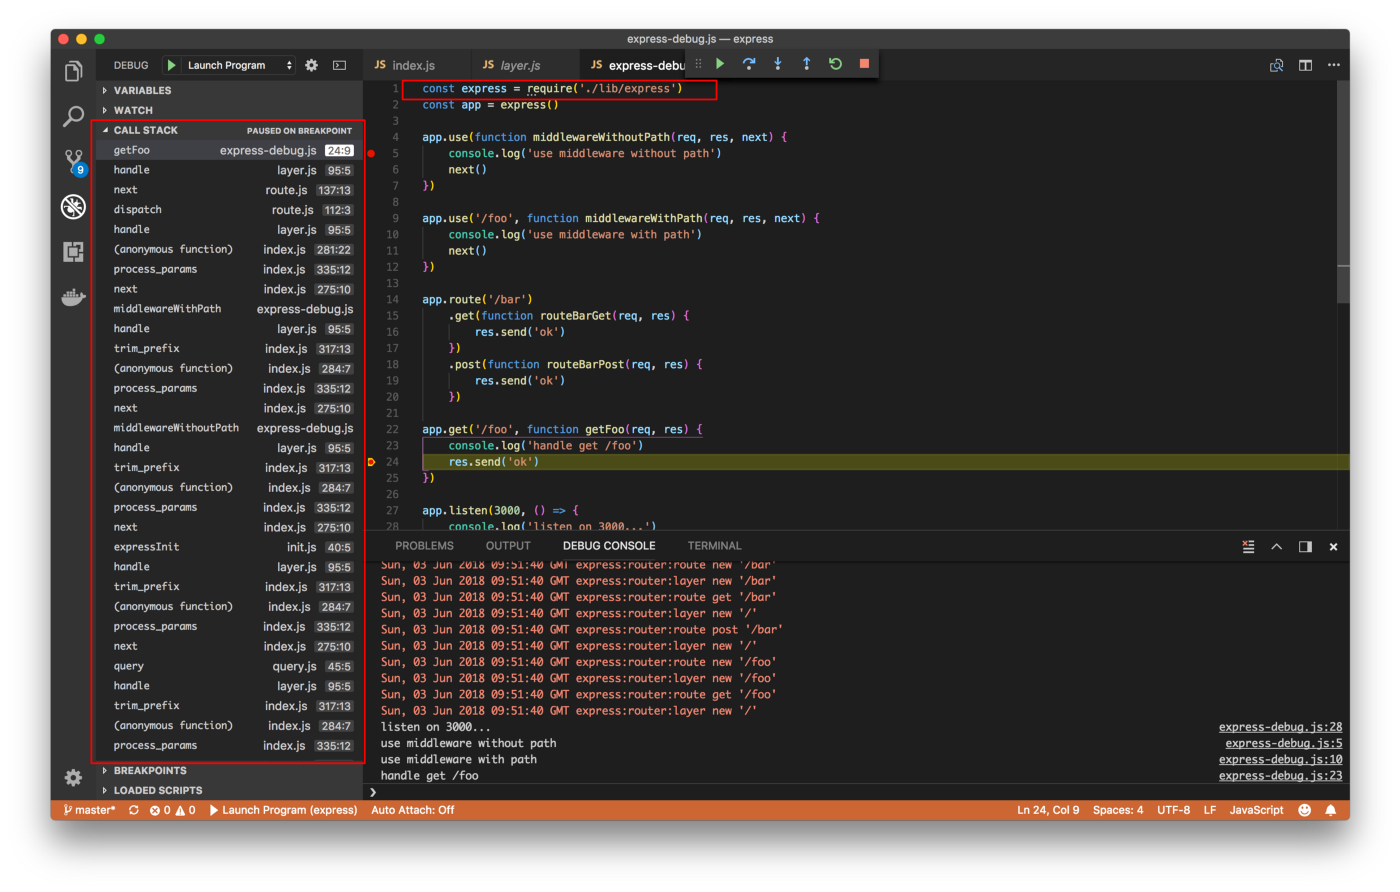 express-debug.js — express
DEBUG
Launch Program
JS index.js
JS layer.js
JS express-debu
VARIABLES
WATCH
CALL STACK PAUSED ON BREAKPOINT
getFoo express-debug.js 24:9
handle layer.js 95:5
next route.js 137:13
dispatch route.js 112:3
handle layer.js 95:5
(anonymous function) index.js 281:22
process_params index.js 335:12
next index.js 275:10
middlewareWithPath express-debug.js
handle layer.js 95:5
trim_prefix index.js 317:13
(anonymous function) index.js 284:7
process_params index.js 335:12
next index.js 275:10
middlewareWithoutPath express-debug.js
handle layer.js 95:5
trim_prefix index.js 317:13
(anonymous function) index.js 284:7
process_params index.js 335:12
next index.js 275:10
expressInit init.js 40:5
handle layer.js 95:5
trim_prefix index.js 317:13
(anonymous function) index.js 284:7
process_params index.js 335:12
next index.js 275:10
query query.js 45:5
handle layer.js 95:5
trim_prefix index.js 317:13
(anonymous function) index.js 284:7
process_params index.js 335:12
BREAKPOINTS
LOADED SCRIPTS
9
1 const express = require('./lib/express')
2 const app = express()
3
4 app.use(function middlewareWithoutPath(req, res, next) {
5 console.log('use middleware without path')
6 next()
7 })
8
9 app.use('/foo', function middlewareWithPath(req, res, next) {
10 console.log('use middleware with path')
11 next()
12 })
13
14 app.route('/bar')
15 .get(function routeBarGet(req, res) {
16 res.send('ok')
17 })
18 .post(function routeBarPost(req, res) {
19 res.send('ok')
20 })
21
22 app.get('/foo', function getFoo(req, res) {
23 console.log('handle get /foo')
24 res.send('ok')
25 })
26
27 app.listen(3000, () => {
28 console.log('listen on 3000...')
PROBLEMS OUTPUT DEBUG CONSOLE TERMINAL
Sun, 03 Jun 2018 09:51:40 GMT express:router:route new '/bar'
Sun, 03 Jun 2018 09:51:40 GMT express:router:layer new '/bar'
Sun, 03 Jun 2018 09:51:40 GMT express:router:route get '/bar'
Sun, 03 Jun 2018 09:51:40 GMT express:router:layer new '/'
Sun, 03 Jun 2018 09:51:40 GMT express:router:route post '/bar'
Sun, 03 Jun 2018 09:51:40 GMT express:router:layer new '/'
Sun, 03 Jun 2018 09:51:40 GMT express:router:route new '/foo'
Sun, 03 Jun 2018 09:51:40 GMT express:router:layer new '/foo'
Sun, 03 Jun 2018 09:51:40 GMT express:router:route get '/foo'
Sun, 03 Jun 2018 09:51:40 GMT express:router:layer new '/'
listen on 3000... express-debug.js:28
use middleware without path express-debug.js:5
use middleware with path express-debug.js:10
handle get /foo express-debug.js:23
master* 0 0 Launch Program (express) Auto Attach: Off Ln 24, Col 9 Spaces: 4 UTF-8 LF JavaScript